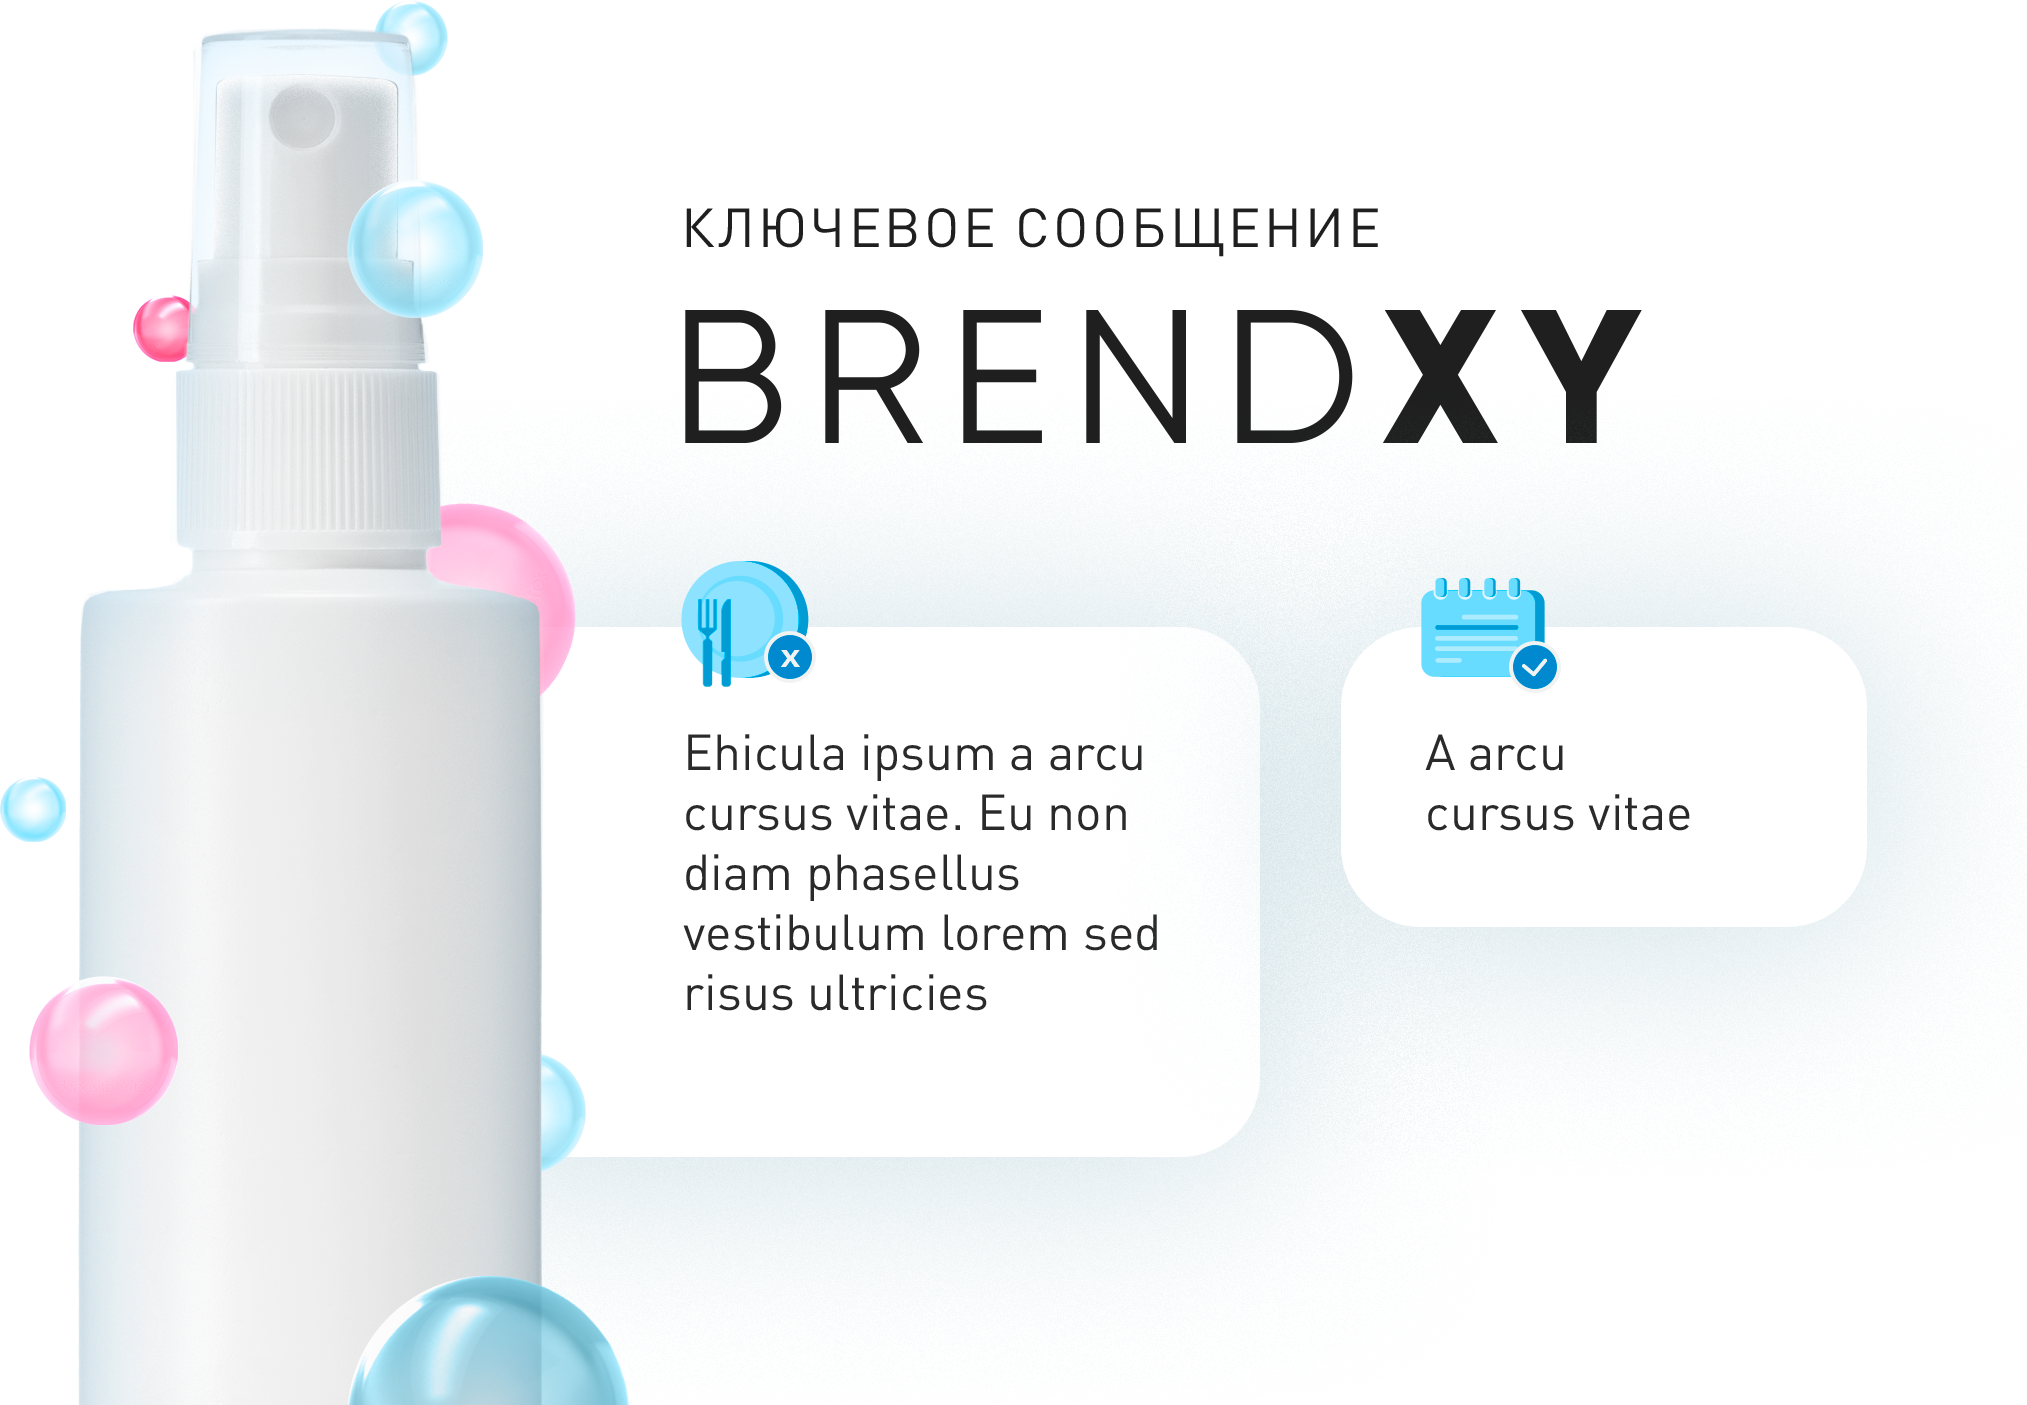 КЛЮЧЕВОЕ СООБЩЕНИЕ
BRENDXY
x
Ehicula ipsum a arcu
cursus vitae. Eu non
diam phasellus
vestibulum lorem sed
risus ultricies
A arcu
cursus vitae